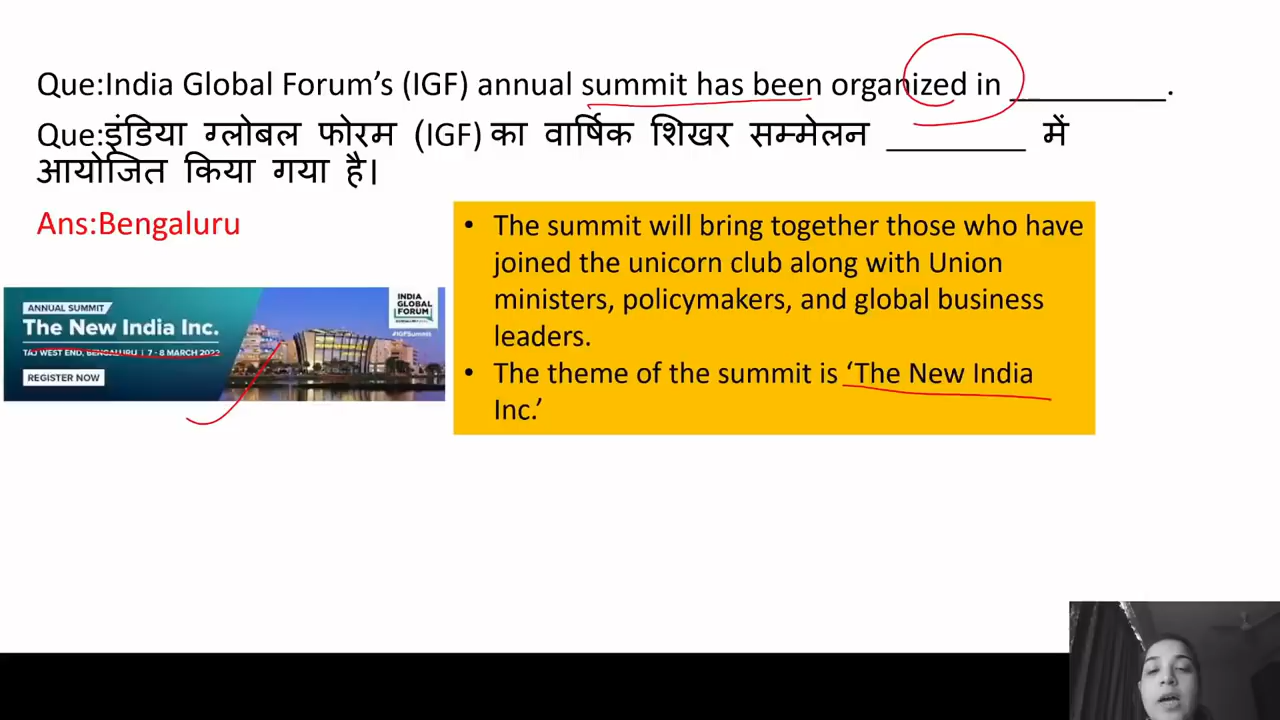 Que:India Global Forum's (IGF) annual summit has been organized in __________.
Que:इंडिया ग्लोबल फोरम (IGF) का वार्षिक शिखर सम्मेलन _________ में
आयोजित किया गया है।
Ans:Bengaluru
• The summit will bring together those who have
joined the unicorn club along with Union
ministers, policymakers, and global business
leaders.
• The theme of the summit is ‘The New India
Inc.’
ANNUAL SUMMIT
The New India Inc.
TAJ WEST END, BENGALURU | 7-8 MARCH 2022
REGISTER NOW
INDIA
GLOBAL
FORUM
#IGFSummit